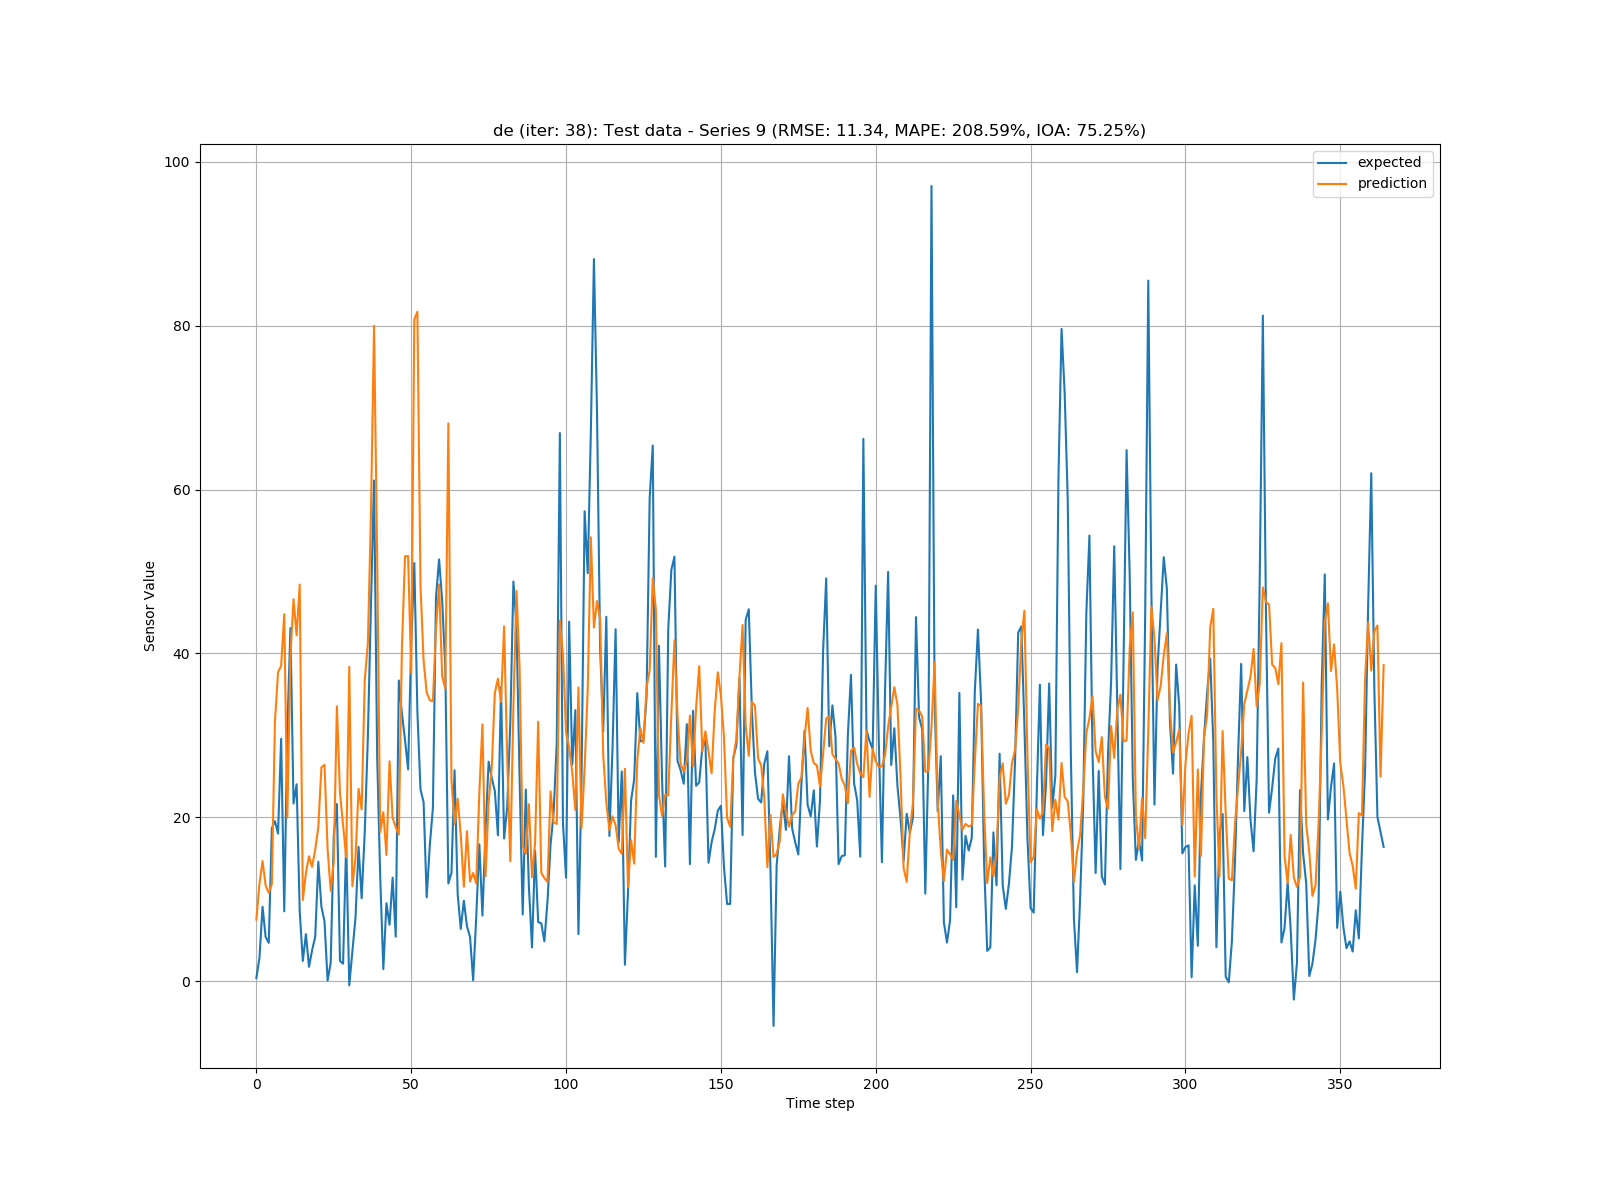 de (iter: 38): Test data - Series 9 (RMSE: 11.34, MAPE: 208.59%, IOA: 75.25%)
expected
prediction
100
80
60
40
20
0
Sensor Value
0 50 100 150 200 250 300 350
Time step